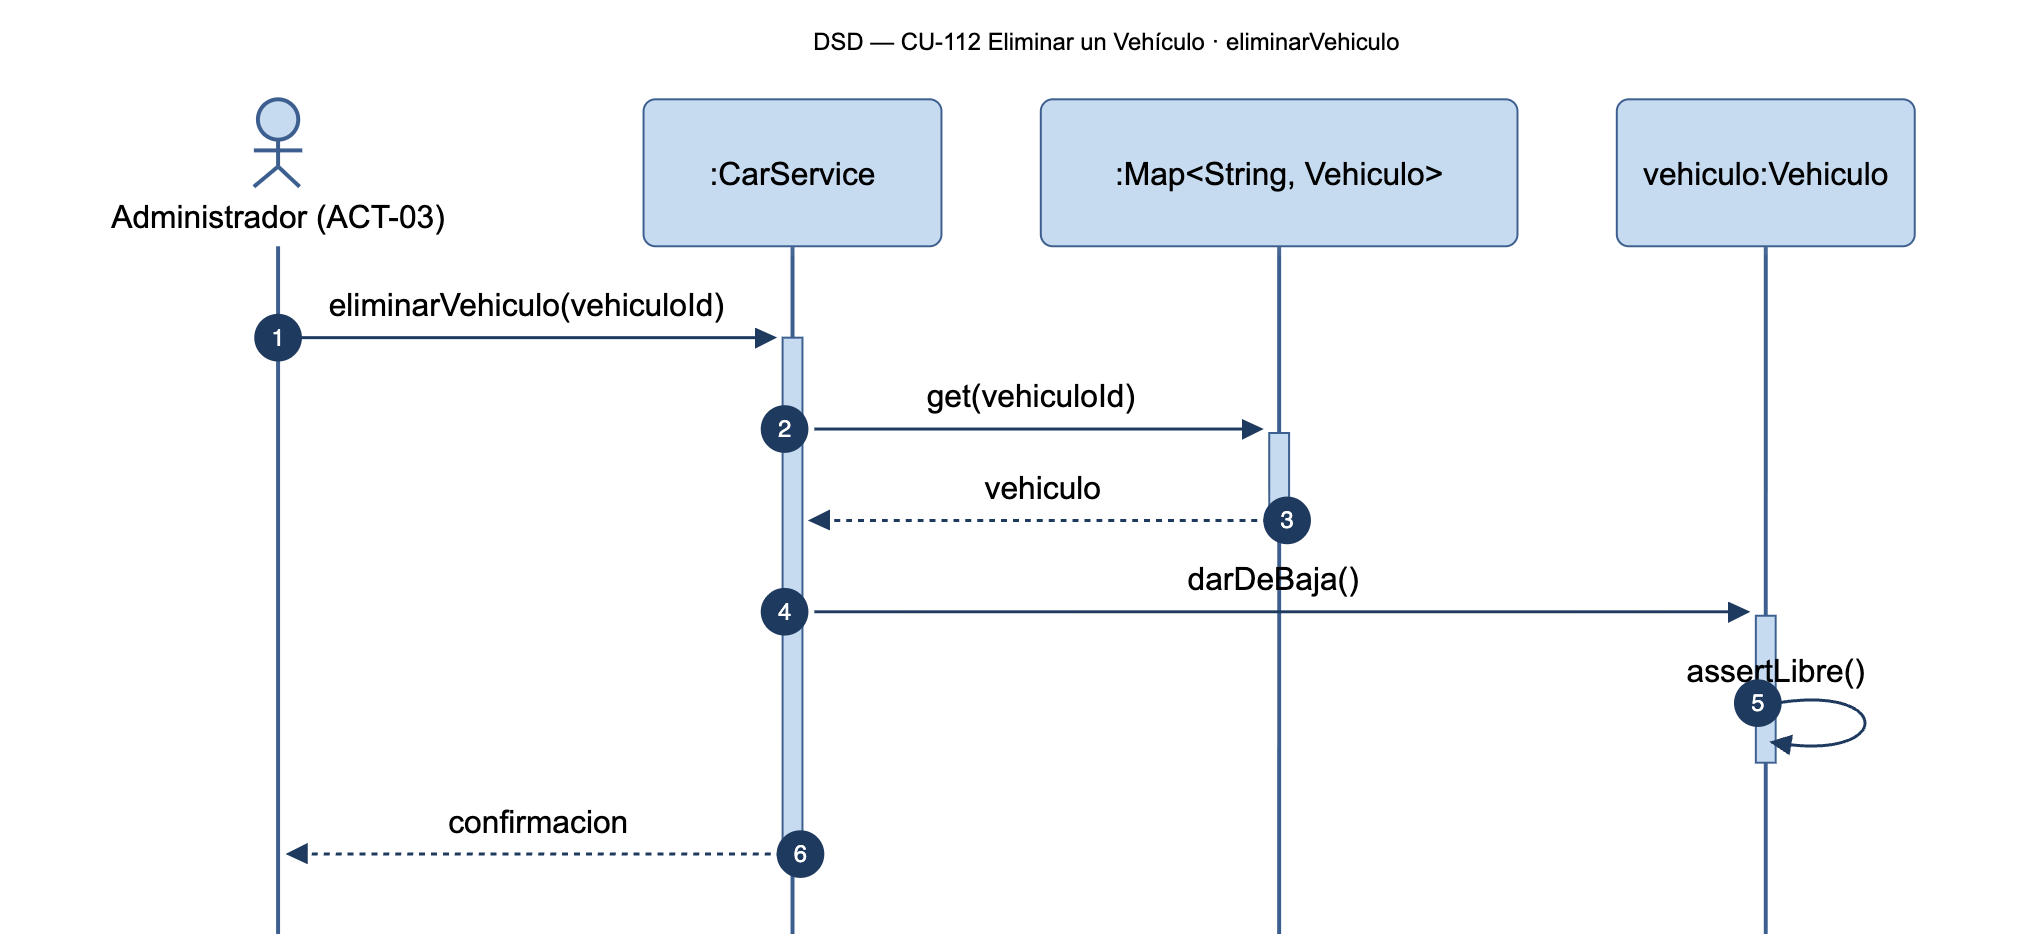 DSD — CU-112 Eliminar un Vehículo · eliminarVehiculo
Administrador (ACT-03)
:CarService
:Map<String, Vehiculo>
vehiculo:Vehiculo
eliminarVehiculo(vehiculoId)
1
get(vehiculoId)
2
vehiculo
3
darDeBaja()
4
assertLibre()
5
confirmacion
6